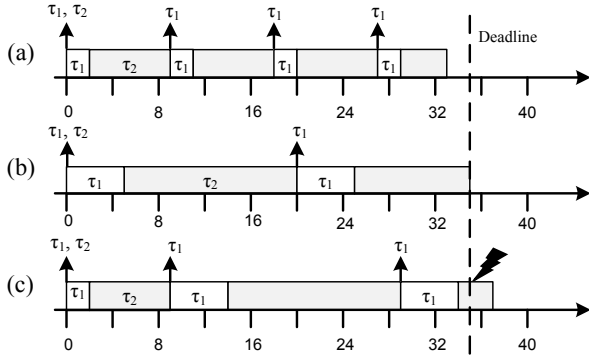 τ1, τ2 τ1 τ1 τ1 Deadline
(a) τ1 τ2 τ1 τ1 τ1
0 8 16 24 32 40
τ1, τ2 τ1
(b) τ1 τ2 τ1
0 8 16 24 32 40
τ1, τ2 τ1 τ1
(c) τ1 τ2 τ1 τ1
0 8 16 24 32 40